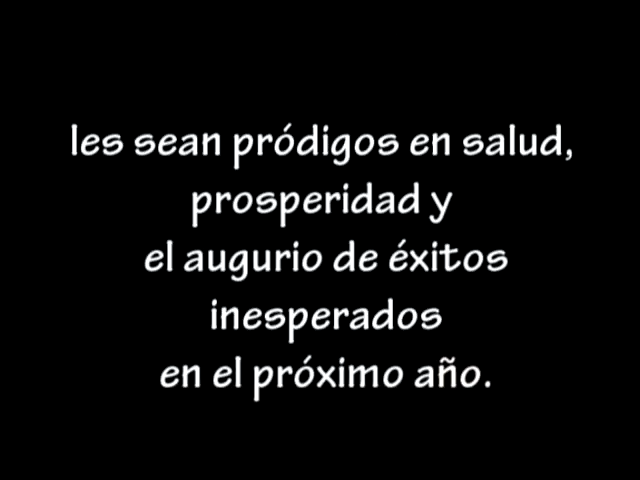 les sean pródigos en salud,
prosperidad y
el augurio de éxitos
inesperados
en el próximo año.